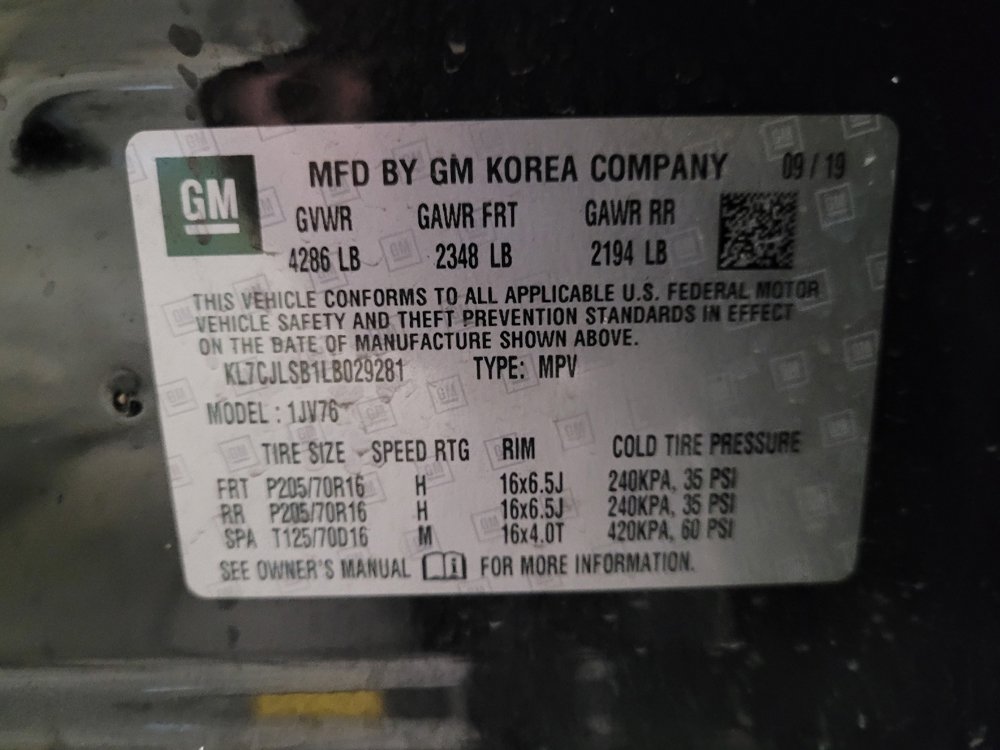 GM
MFD BY GM KOREA COMPANY 09 / 19
GVWR GAWR FRT GAWR RR
4286 LB 2348 LB 2194 LB
THIS VEHICLE CONFORMS TO ALL APPLICABLE U.S. FEDERAL MOTOR
VEHICLE SAFETY AND THEFT PREVENTION STANDARDS IN EFFECT
ON THE DATE OF MANUFACTURE SHOWN ABOVE.
KL7CJLSB1LB029281 TYPE: MPV
MODEL : 1JV76
TIRE SIZE SPEED RTG RIM COLD TIRE PRESSURE
FRT P205/70R16 H 16x6.5J 240KPA, 35 PSI
RR P205/70R16 H 16x6.5J 240KPA, 35 PSI
SPA T125/70D16 M 16x4.0T 420KPA, 60 PSI
SEE OWNER'S MANUAL i FOR MORE INFORMATION.